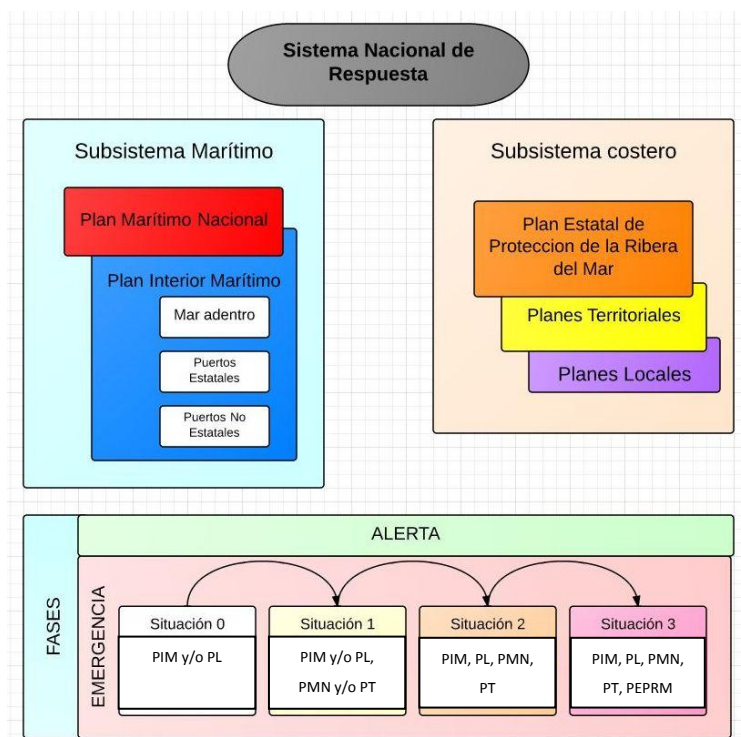 Sistema Nacional de
Respuesta
Subsistema Marítimo
Plan Marítimo Nacional
Plan Interior Marítimo
Mar adentro
Puertos
Estatales
Puertos No
Estatales
Subsistema costero
Plan Estatal de
Proteccion de la Ribera
del Mar
Planes Territoriales
Planes Locales
FASES
ALERTA
EMERGENCIA
Situación 0
PIM y/o PL
Situación 1
PIM y/o PL,
PMN y/o PT
Situación 2
PIM, PL, PMN,
PT
Situación 3
PIM, PL, PMN,
PT, PEPRM